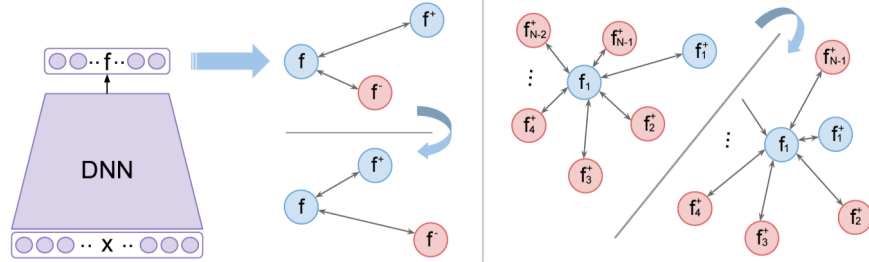 ·· f ··
DNN
·· x ··
f
f⁺
f⁻
f
f⁺
f⁻
f⁺N-2
f⁺N-1
f⁺1
f1
⋮
f⁺4
f⁺2
f⁺3
f⁺N-1
⋮
f1
f⁺1
f⁺4
f⁺3
f⁺2